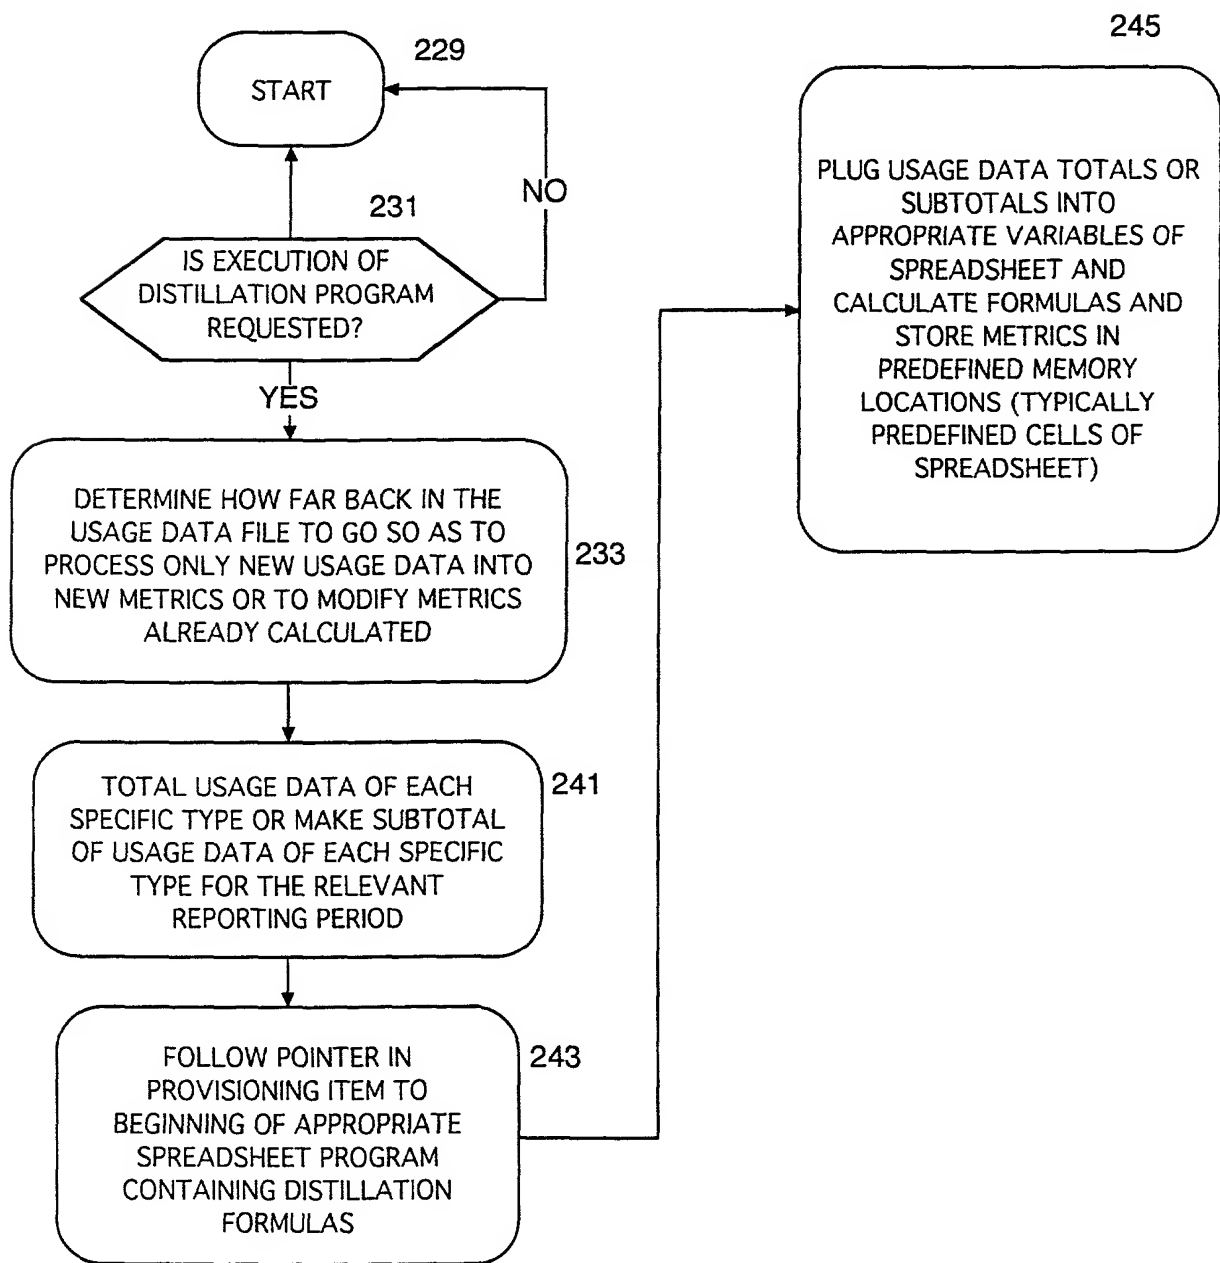 229
START
NO
231
IS EXECUTION OF
DISTILLATION PROGRAM
REQUESTED?
YES
DETERMINE HOW FAR BACK IN THE
USAGE DATA FILE TO GO SO AS TO
PROCESS ONLY NEW USAGE DATA INTO
NEW METRICS OR TO MODIFY METRICS
ALREADY CALCULATED
233
TOTAL USAGE DATA OF EACH
SPECIFIC TYPE OR MAKE SUBTOTAL
OF USAGE DATA OF EACH SPECIFIC
TYPE FOR THE RELEVANT
REPORTING PERIOD
241
FOLLOW POINTER IN
PROVISIONING ITEM TO
BEGINNING OF APPROPRIATE
SPREADSHEET PROGRAM
CONTAINING DISTILLATION
FORMULAS
243
245
PLUG USAGE DATA TOTALS OR
SUBTOTALS INTO
APPROPRIATE VARIABLES OF
SPREADSHEET AND
CALCULATE FORMULAS AND
STORE METRICS IN
PREDEFINED MEMORY
LOCATIONS (TYPICALLY
PREDEFINED CELLS OF
SPREADSHEET)